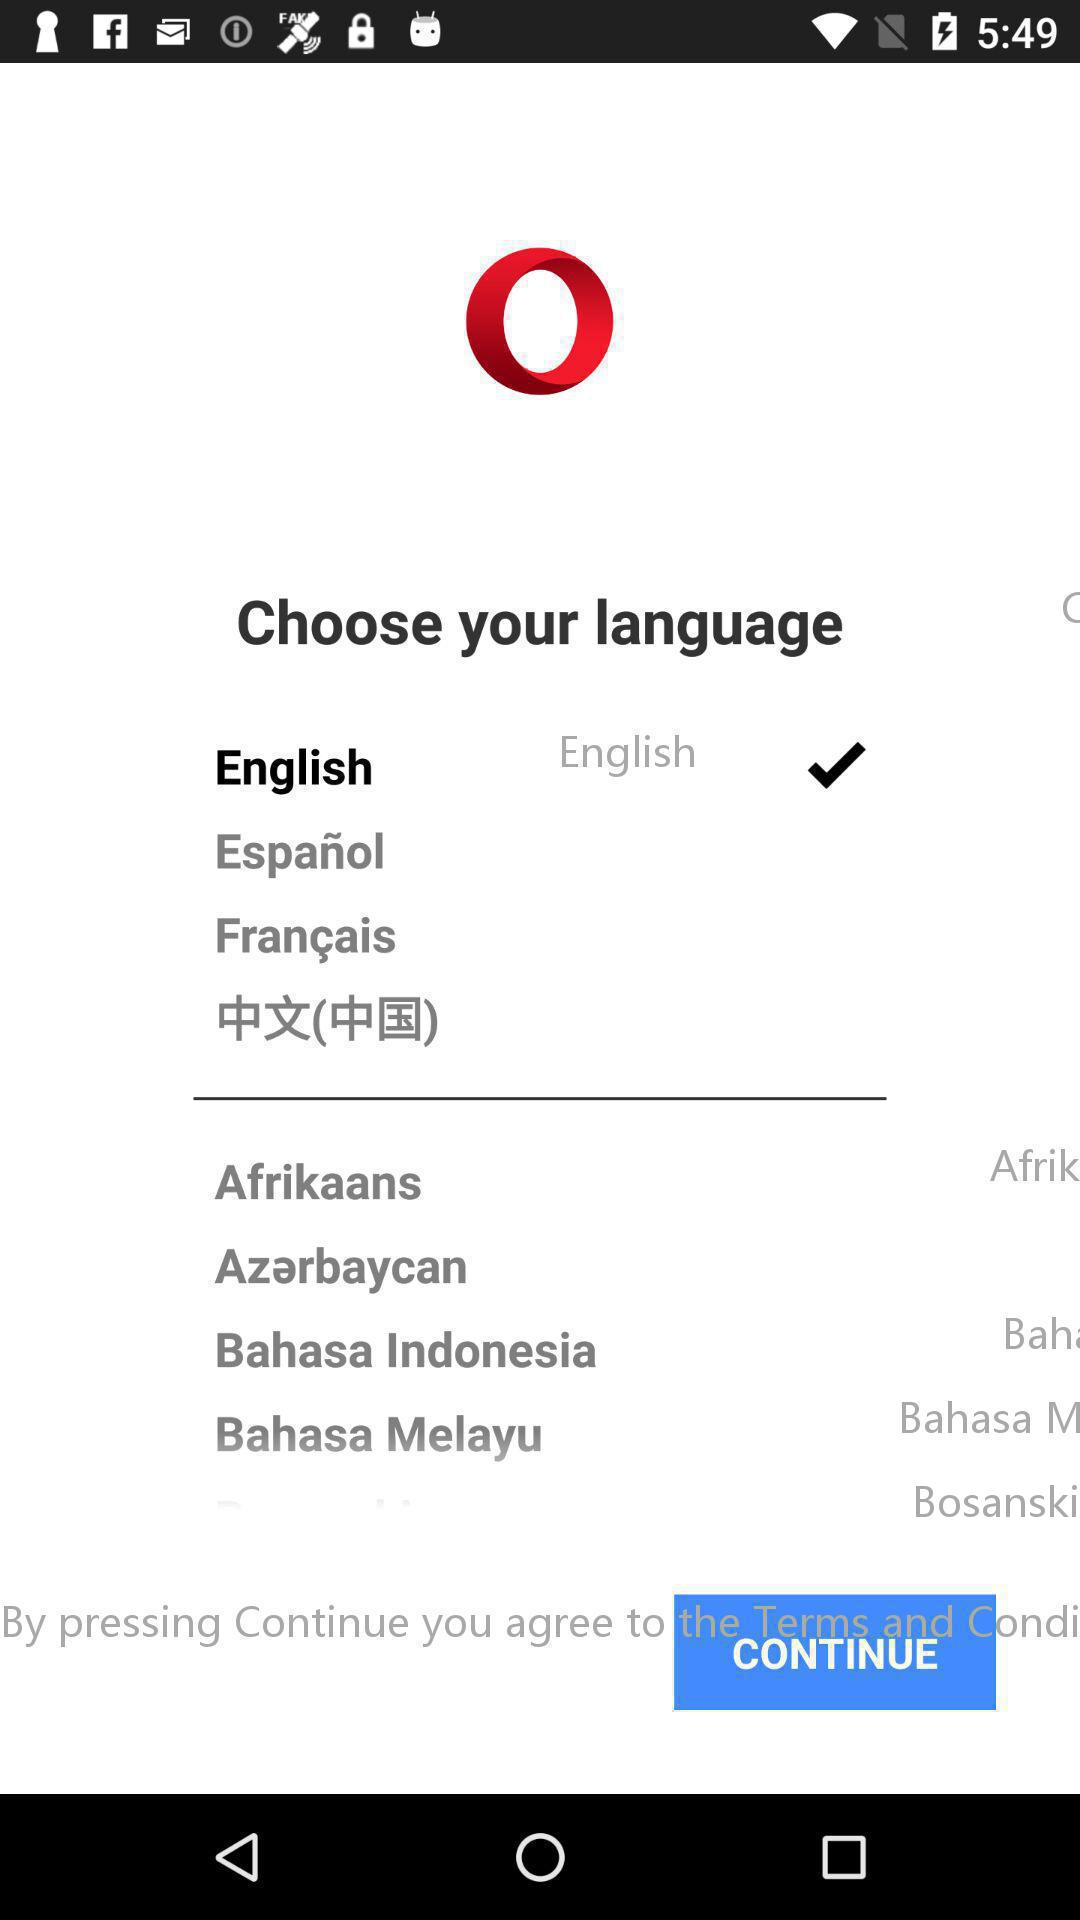 FAKE 5:49
Choose your language
English English
Español
Français
中文(中国)
Afrikaans Afrik
Azərbaycan
Bahasa Indonesia Baha
Bahasa Melayu Bahasa M
Bosanski
By pressing Continue you agree to the Terms and Condi
CONTINUE